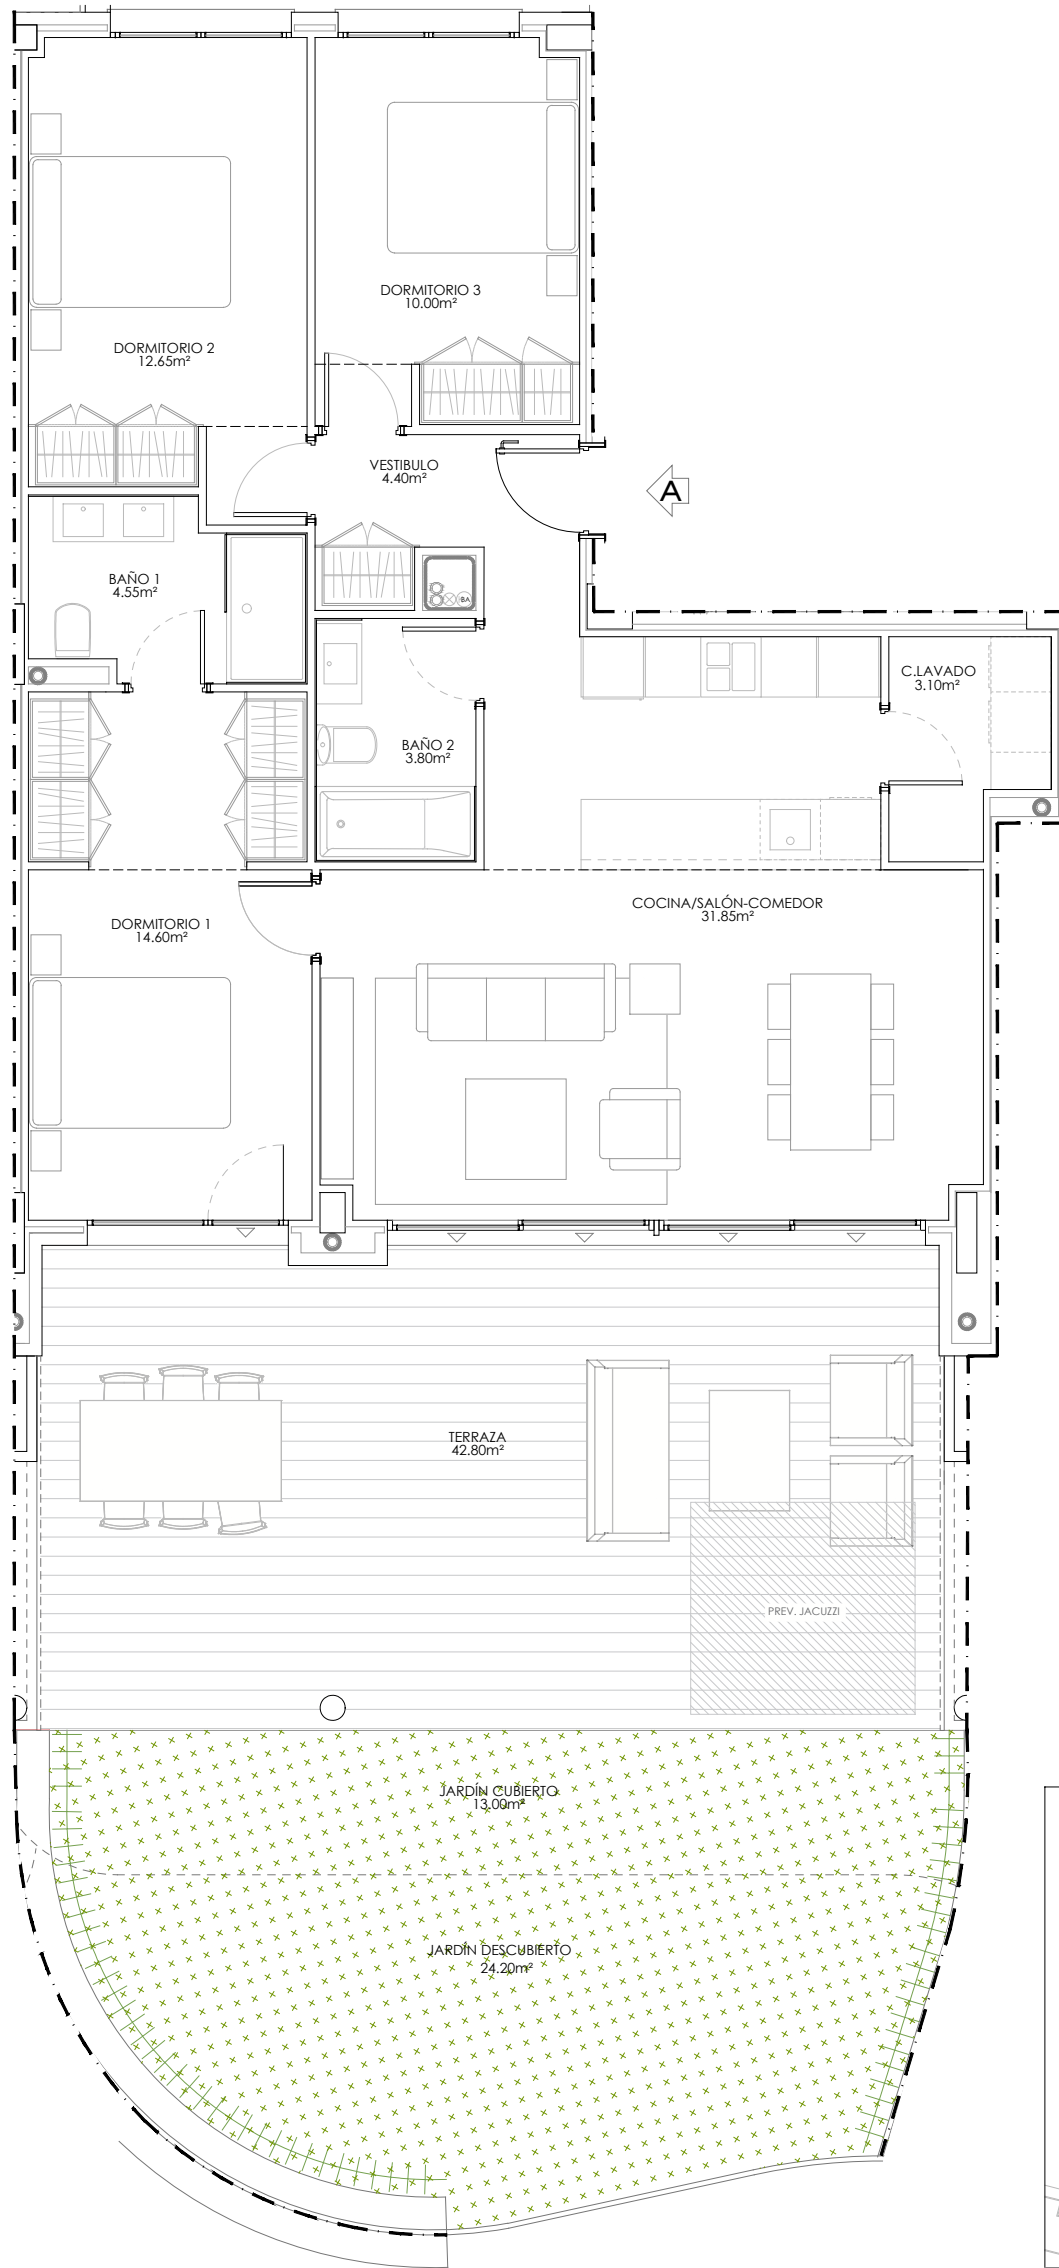 DORMITORIO 3
10.00m²
DORMITORIO 2
12.65m²
VESTIBULO
4.40m²
A
BAÑO 1
4.55m²
BA
C.LAVADO
3.10m²
BAÑO 2
3.80m²
COCINA/SALÓN-COMEDOR
31.85m²
DORMITORIO 1
14.60m²
TERRAZA
42.80m²
PREV. JACUZZI
JARDÍN CUBIERTO
13.00m²
JARDÍN DESCUBIERTO
24.20m²